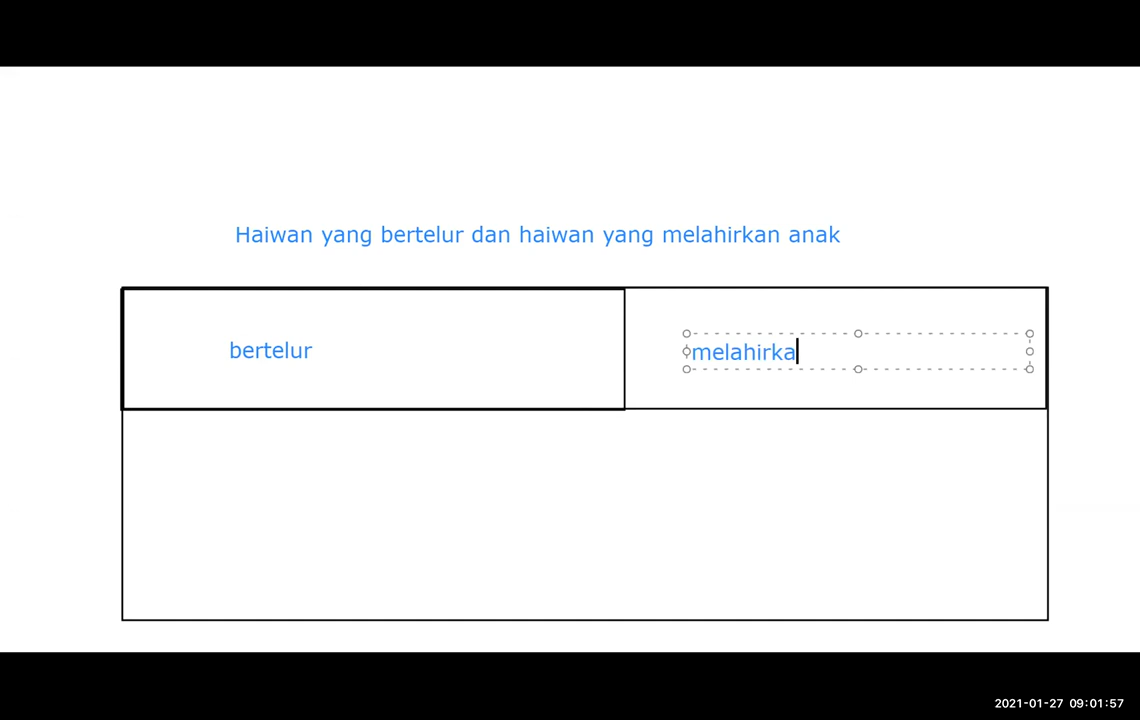 Haiwan yang bertelur dan haiwan yang melahirkan anak
bertelur
melahirka
2021-01-27 09:01:57